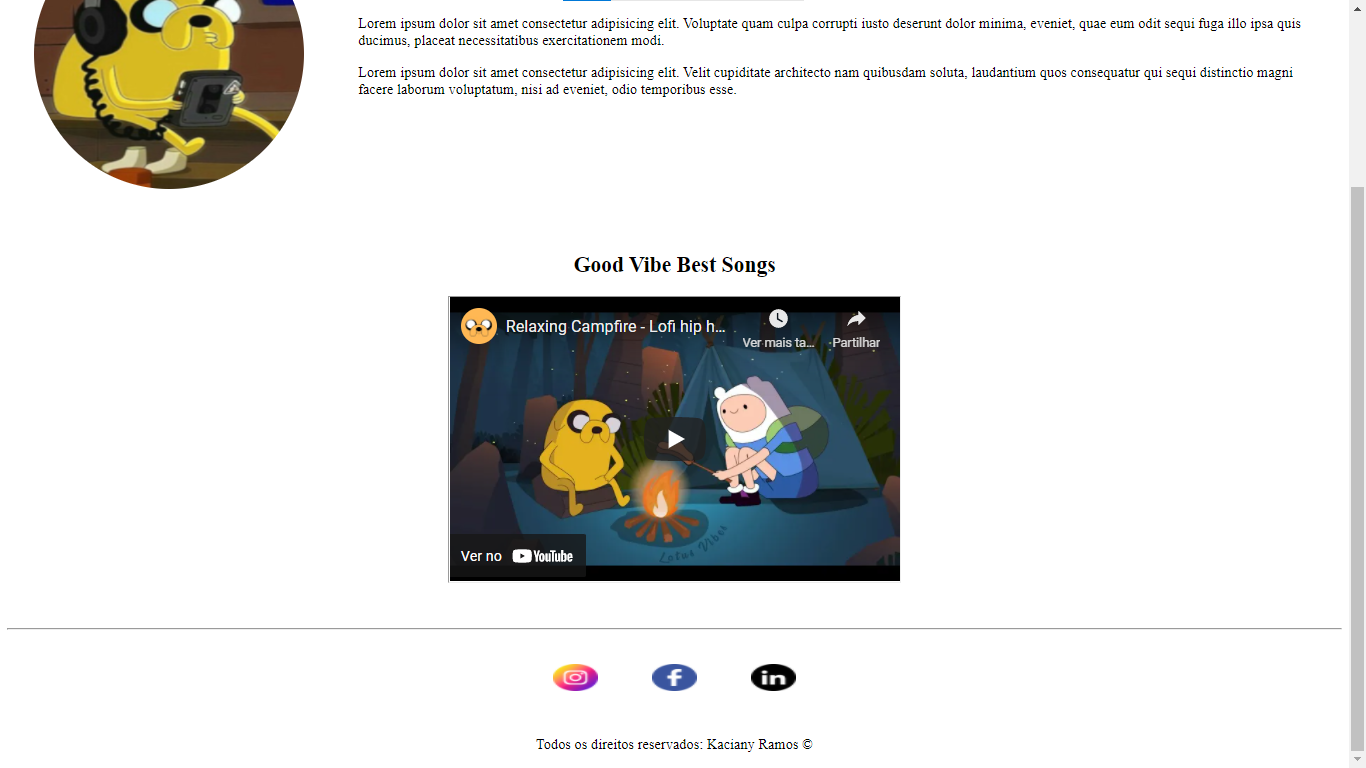 Lorem ipsum dolor sit amet consectetur adipisicing elit. Voluptate quam culpa corrupti iusto deserunt dolor minima, eveniet, quae eum odit sequi fuga illo ipsa quis
ducimus, placeat necessitatibus exercitationem modi.
Lorem ipsum dolor sit amet consectetur adipisicing elit. Velit cupiditate architecto nam quibusdam soluta, laudantium quos consequatur qui sequi distinctio magni
facere laborum voluptatum, nisi ad eveniet, odio temporibus esse.
Good Vibe Best Songs
Relaxing Campfire - Lofi hip h...
Ver mais ta... Partilhar
Lotus Vibes
Ver no YouTube
in
Todos os direitos reservados: Kaciany Ramos ©